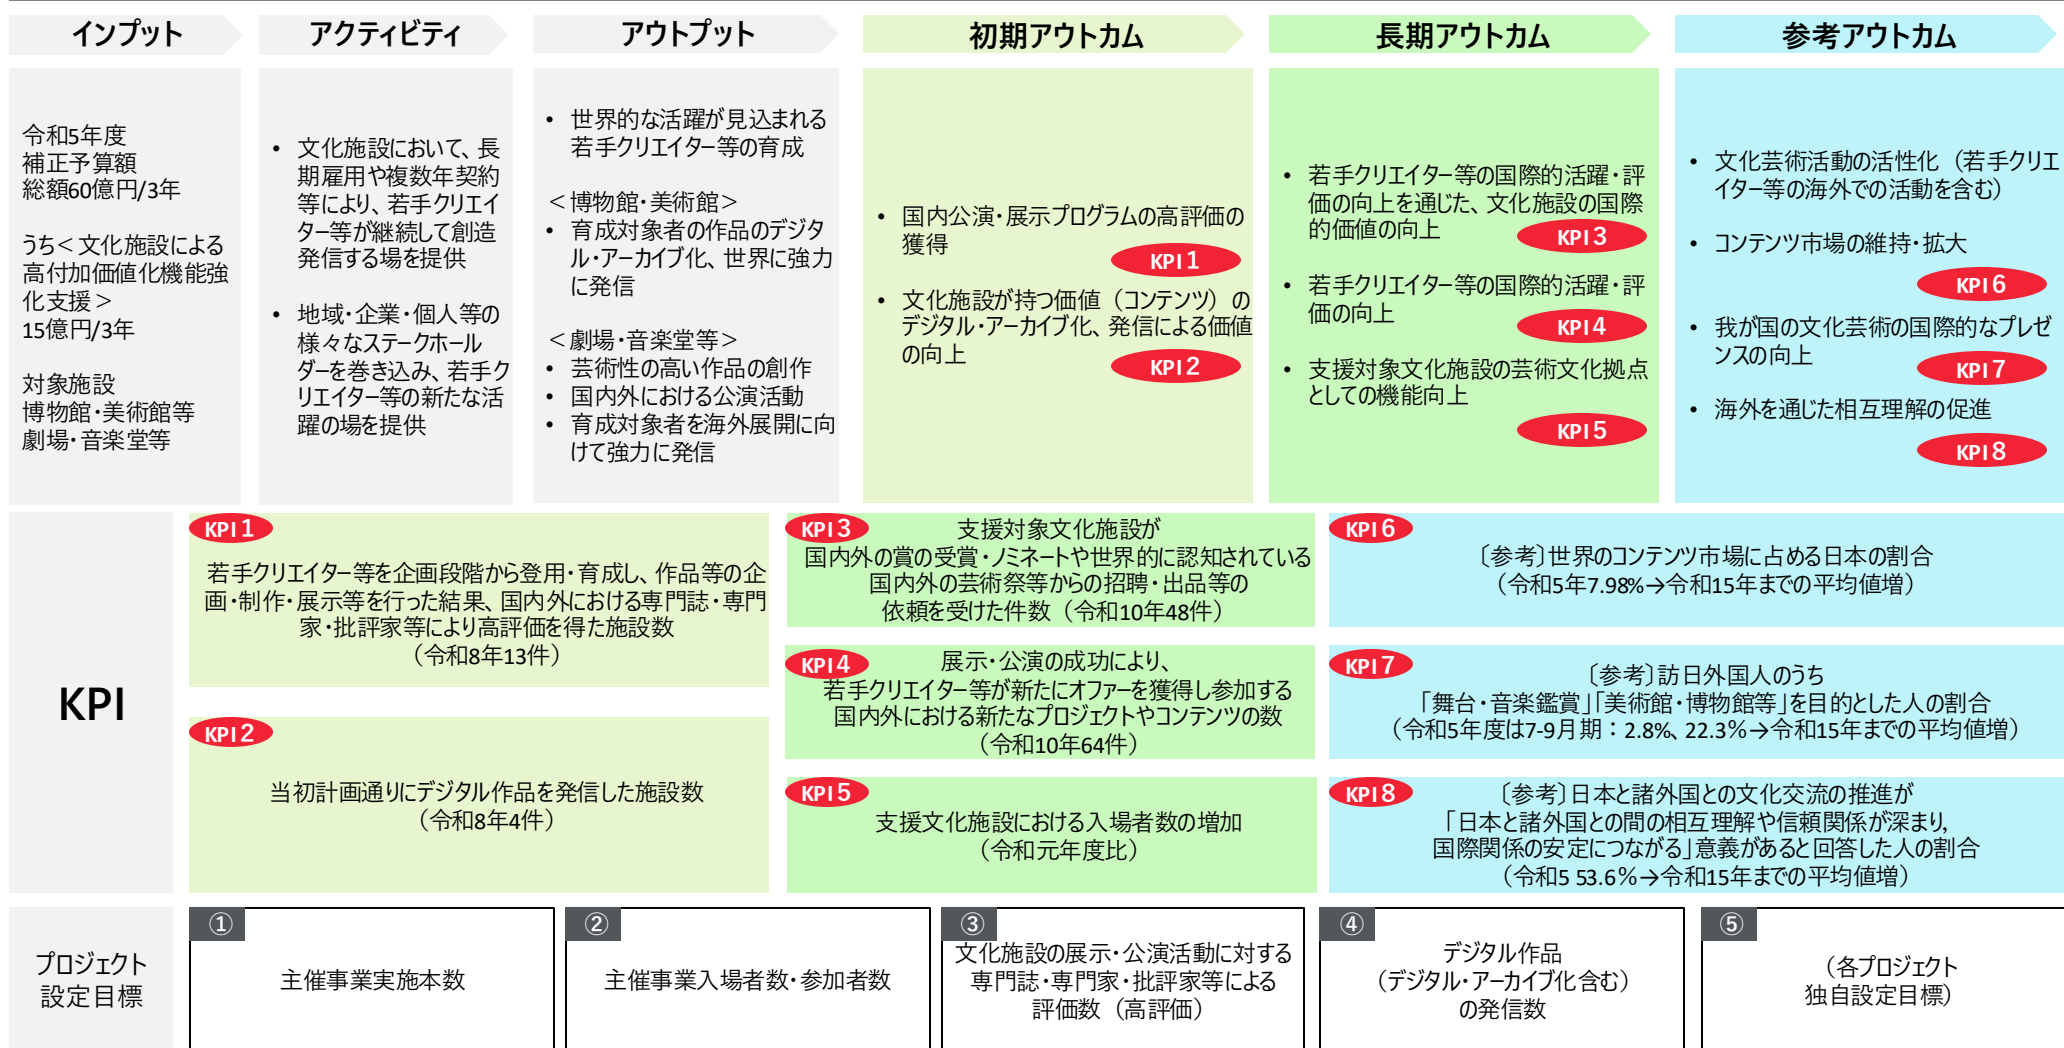 インプット
アクティビティ
アウトプット
初期アウトカム
長期アウトカム
参考アウトカム
令和5年度
補正予算額
総額60億円/3年
うち＜文化施設による
高付加価値化機能強
化支援＞
15億円/3年
対象施設
博物館・美術館等
劇場・音楽堂等
• 文化施設において、長
期雇用や複数年契約
等により、若手クリエイ
ター等が継続して創造
発信する場を提供
• 地域・企業・個人等の
様々なステークホール
ダーを巻き込み、若手ク
リエイター等の新たな活
躍の場を提供
• 世界的な活躍が見込まれる
若手クリエイター等の育成
＜博物館・美術館＞
• 育成対象者の作品のデジタ
ル・アーカイブ化、世界に強力
に発信
＜劇場・音楽堂等＞
• 芸術性の高い作品の創作
• 国内外における公演活動
• 育成対象者を海外展開に向
けて強力に発信
• 国内公演・展示プログラムの高評価の
獲得
KPI 1
• 文化施設が持つ価値（コンテンツ）の
デジタル・アーカイブ化、発信による価値
の向上
KPI 2
• 若手クリエイター等の国際的活躍・評
価の向上を通じた、文化施設の国際
的価値の向上
KPI 3
• 若手クリエイター等の国際的活躍・評
価の向上
KPI 4
• 支援対象文化施設の芸術文化拠点
としての機能向上
KPI 5
• 文化芸術活動の活性化（若手クリエ
イター等の海外での活動を含む）
• コンテンツ市場の維持・拡大
KPI 6
• 我が国の文化芸術の国際的なプレゼ
ンスの向上
KPI 7
• 海外を通じた相互理解の促進
KPI 8
KPI
KPI 1
若手クリエイター等を企画段階から登用・育成し、作品等の企
画・制作・展示等を行った結果、国内外における専門誌・専門
家・批評家等により高評価を得た施設数
（令和8年13件）
KPI 2
当初計画通りにデジタル作品を発信した施設数
（令和8年4件）
KPI 3
支援対象文化施設が
国内外の賞の受賞・ノミネートや世界的に認知されている
国内外の芸術祭等からの招聘・出品等の
依頼を受けた件数（令和10年48件）
KPI 4
展示・公演の成功により、
若手クリエイター等が新たにオファーを獲得し参加する
国内外における新たなプロジェクトやコンテンツの数
（令和10年64件）
KPI 5
支援文化施設における入場者数の増加
（令和元年度比）
KPI 6
〔参考〕世界のコンテンツ市場に占める日本の割合
（令和5年7.98%→令和15年までの平均値増）
KPI 7
〔参考〕訪日外国人のうち
「舞台・音楽鑑賞」「美術館・博物館等」を目的とした人の割合
（令和5年度は7-9月期：2.8%、22.3%→令和15年までの平均値増）
KPI 8
〔参考〕日本と諸外国との文化交流の推進が
「日本と諸外国との間の相互理解や信頼関係が深まり、
国際関係の安定につながる」意義があると回答した人の割合
（令和5 53.6%→令和15年までの平均値増）
プロジェクト
設定目標
①
主催事業実施本数
②
主催事業入場者数・参加者数
③
文化施設の展示・公演活動に対する
専門誌・専門家・批評家等による
評価数（高評価）
④
デジタル作品
（デジタル・アーカイブ化含む）
の発信数
⑤
（各プロジェクト
独自設定目標）